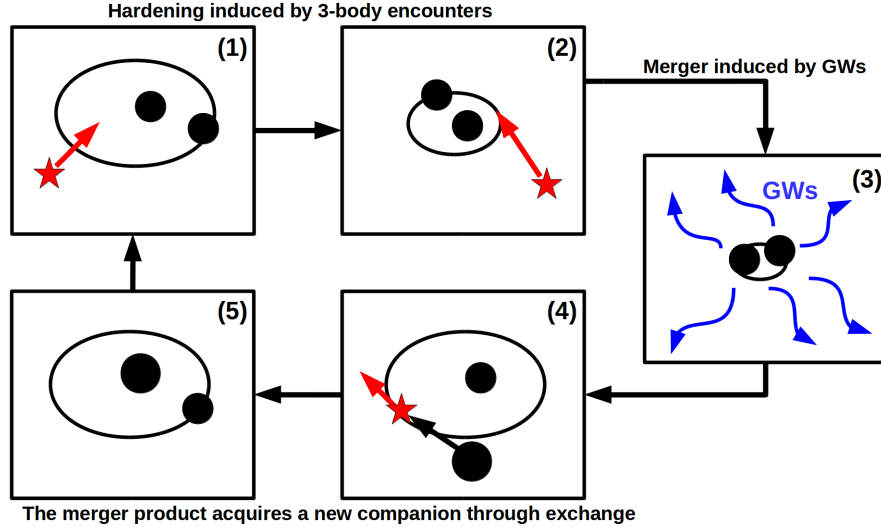 Hardening induced by 3-body encounters
(1)
(2)
Merger induced by GWs
(3)
GWs
(5)
(4)
The merger product acquires a new companion through exchange